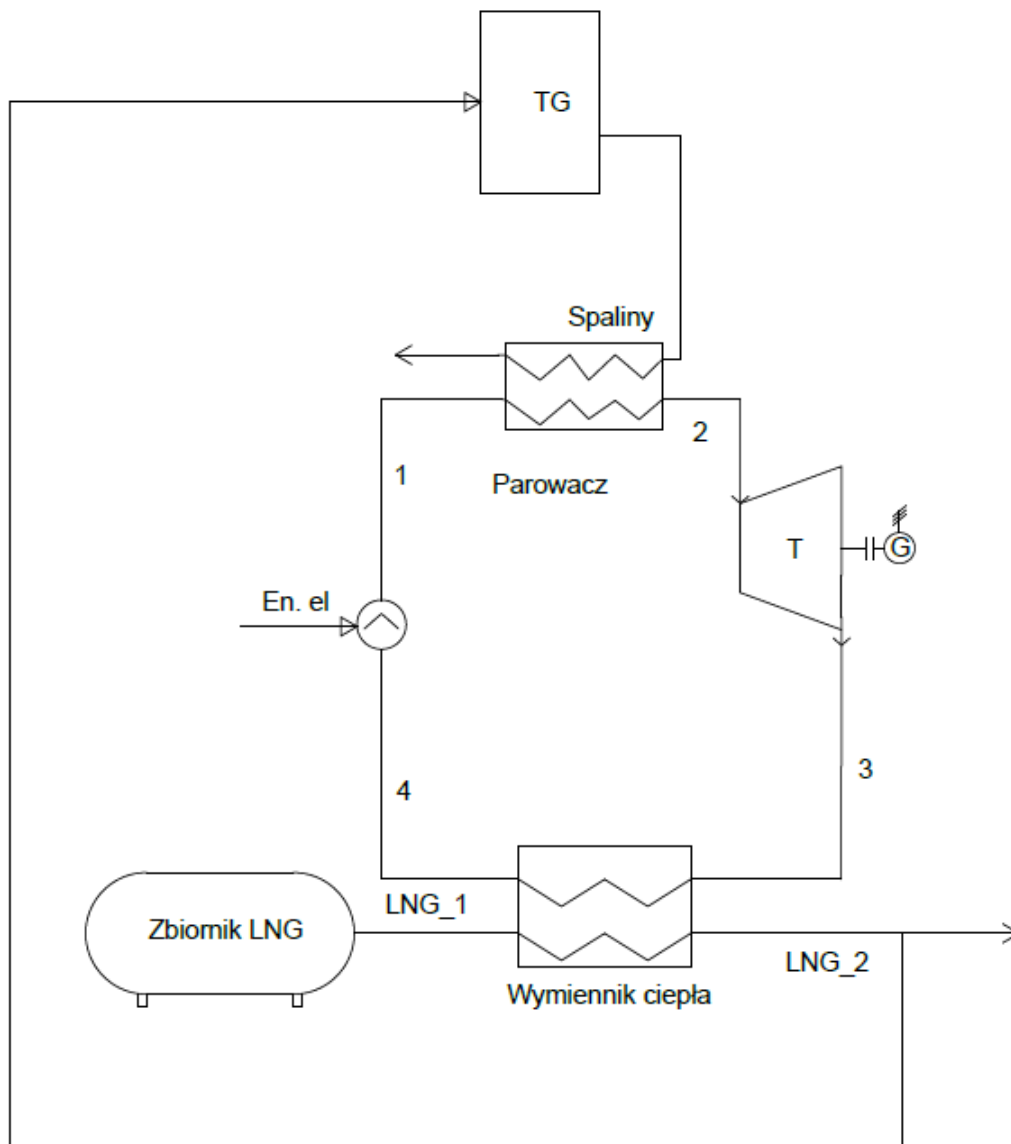 TG
Spaliny
2
1
Parowacz
T
G
En. el
3
4
LNG_1
Zbiornik LNG
LNG_2
Wymiennik ciepła